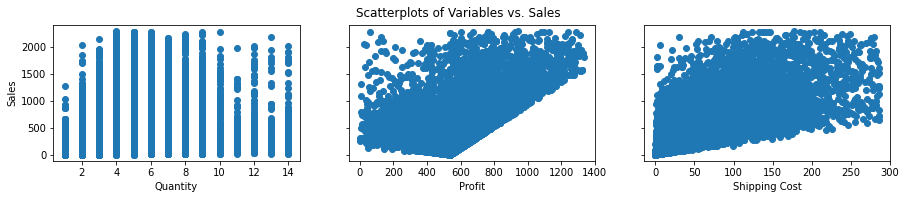 Scatterplots of Variables vs. Sales
Sales
2000
1500
1000
500
0
2 4 6 8 10 12 14
Quantity
0 200 400 600 800 1000 1200 1400
Profit
0 50 100 150 200 250 300
Shipping Cost